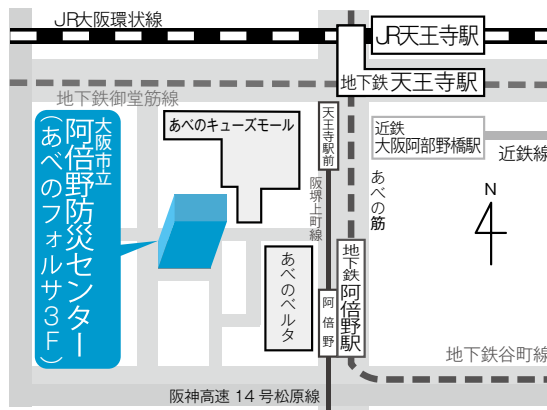 JR大阪環状線
JR天王寺駅
地下鉄 天王寺駅
地下鉄御堂筋線
大阪市立
阿倍野防災センター
（あべのフォルサ3F）
あべのキューズモール
天王寺駅前
近鉄
大阪阿部野橋駅
近鉄線
阪堺上町線
あべの筋
N
あべのベルタ
地下鉄 阿倍野駅
阿倍野
地下鉄谷町線
阪神高速 14 号松原線